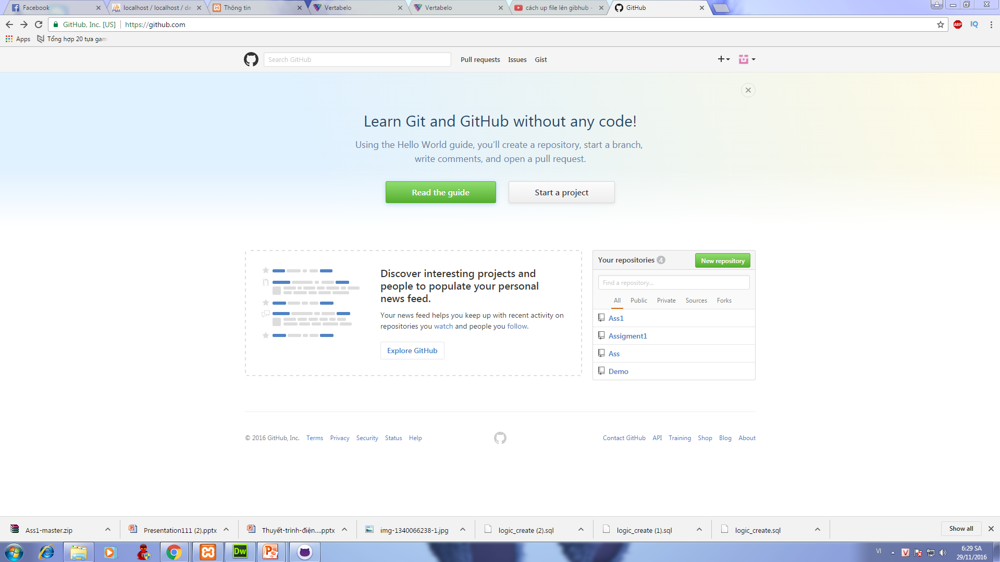 Facebook
localhost / localhost / de
Thông tin
Vertabelo
Vertabelo
cách up file lên gibhub -
GitHub
GitHub, Inc. [US]
https://github.com
ABP
IQ
Apps
Tổng hợp 20 tựa gam
Search GitHub
Pull requests
Issues
Gist
Learn Git and GitHub without any code!
Using the Hello World guide, you’ll create a repository, start a branch,
write comments, and open a pull request.
Read the guide
Start a project
Discover interesting projects and
people to populate your personal
news feed.
Your news feed helps you keep up with recent activity on
repositories you watch and people you follow.
Explore GitHub
Your repositories 4
New repository
Find a repository...
All Public Private Sources Forks
Ass1
Assigment1
Ass
Demo
© 2016 GitHub, Inc. Terms Privacy Security Status Help
Contact GitHub API Training Shop Blog About
Ass1-master.zip
Presentation111 (2).pptx
Thuyết-trình-điện....pptx
img-1340066238-1.jpg
logic_create (2).sql
logic_create (1).sql
logic_create.sql
Show all
Dw
VI
V
6:29 SA
29/11/2016